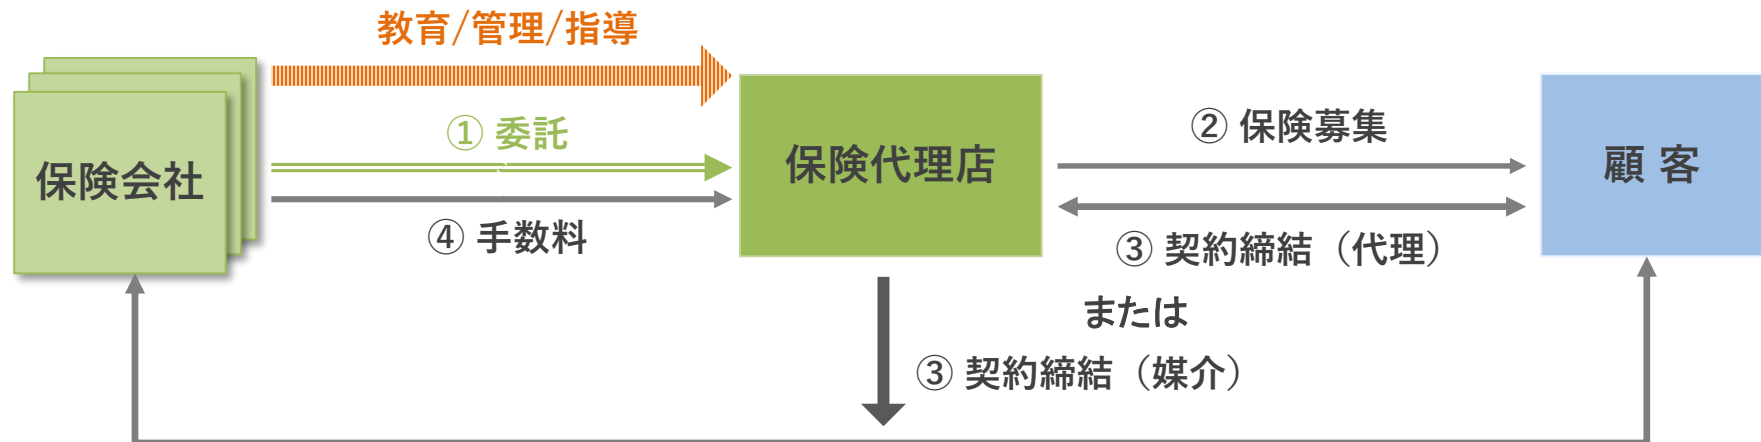 教育/管理/指導
保険会社
① 委託
④ 手数料
保険代理店
② 保険募集
③ 契約締結（代理）
または
③ 契約締結（媒介）
顧 客